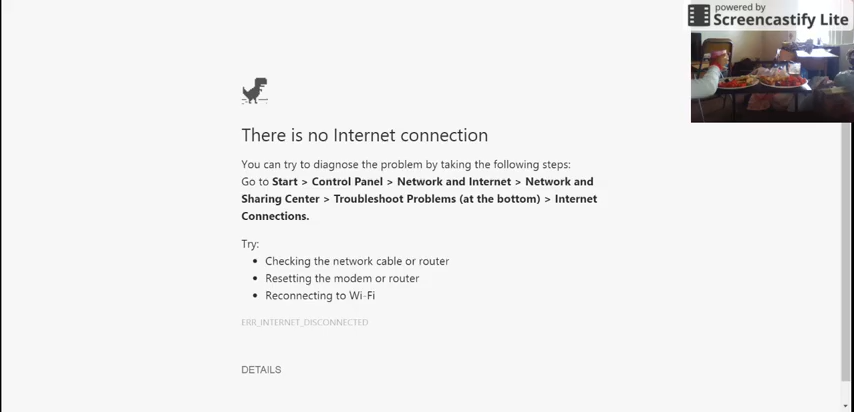 powered by
Screencastify Lite
There is no Internet connection
You can try to diagnose the problem by taking the following steps:
Go to Start > Control Panel > Network and Internet > Network and
Sharing Center > Troubleshoot Problems (at the bottom) > Internet
Connections.
Try:
• Checking the network cable or router
• Resetting the modem or router
• Reconnecting to Wi-Fi
ERR_INTERNET_DISCONNECTED
DETAILS